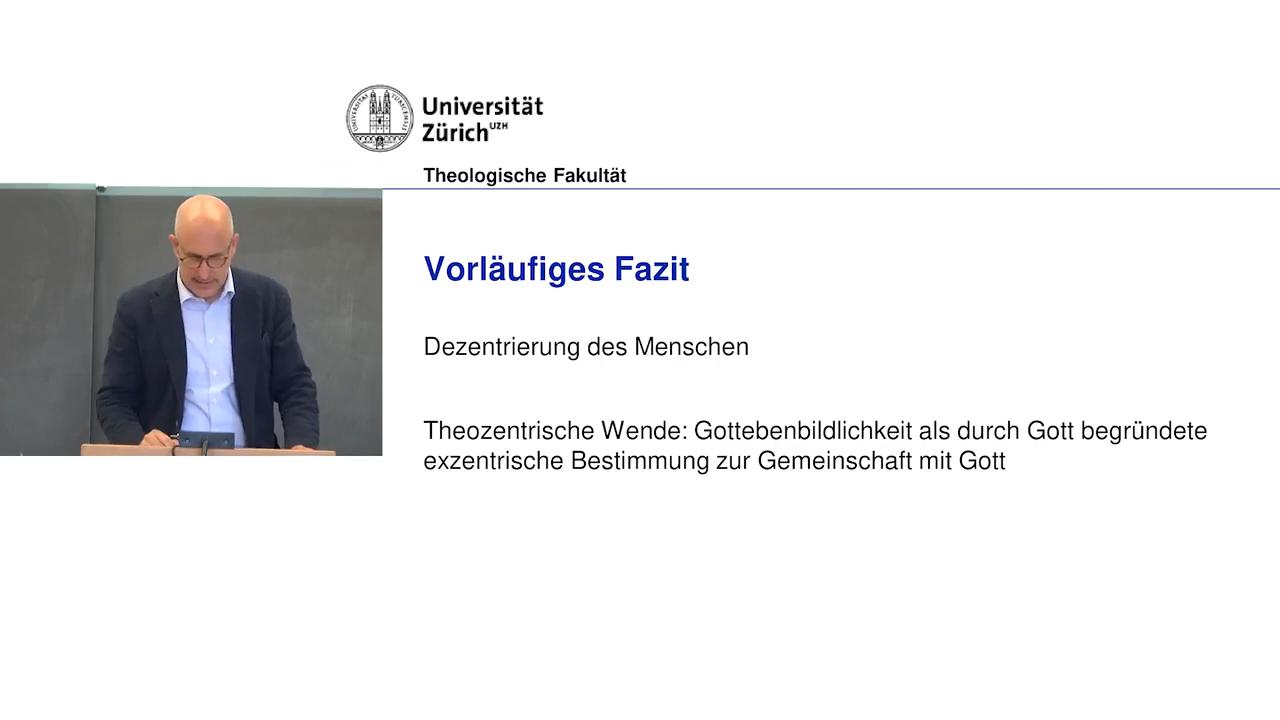 Universität
Zürich UZH
Theologische Fakultät
Vorläufiges Fazit
Dezentrierung des Menschen
Theozentrische Wende: Gottebenbildlichkeit als durch Gott begründete
exzentrische Bestimmung zur Gemeinschaft mit Gott